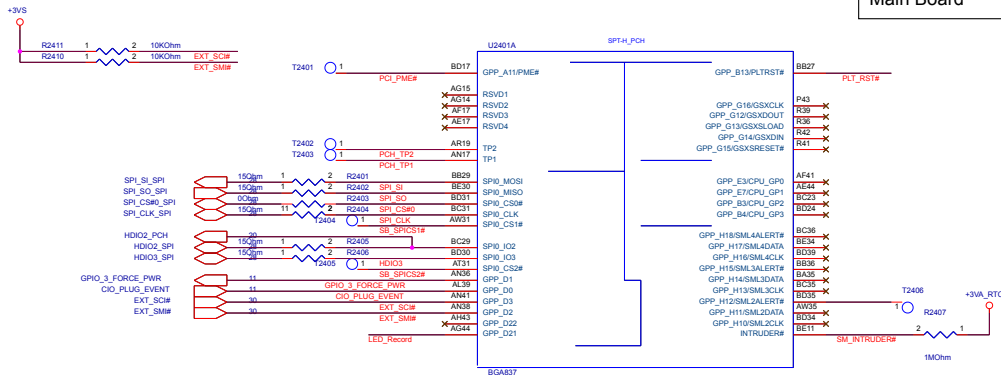 Main Board
+3VS
R2411 1 2 10KOhm EXT_SCI#
R2410 1 2 10KOhm EXT_SMI#
U2401A
SPT-H_PCH
T2401 1 PCI_PME# BD17 GPP_A11/PME#
GPP_B13/PLTRST# BB27 PLT_RST#
AG15 RSVD1
AG14 RSVD2
AF17 RSVD3
AE17 RSVD4
GPP_G16/GSXCLK P43
GPP_G12/GSXDOUT R39
GPP_G13/GSXSLOAD R36
GPP_G14/GSXDIN R42
GPP_G15/GSXSRESET# R41
T2402 1 PCH_TP2 AR19 TP2
T2403 1 PCH_TP1 AN17 TP1
SPI_SI_SPI 15Ohm 1 2 R2401 SPI_SI BB29 SPI0_MOSI
SPI_SO_SPI 15Ohm 1 2 R2402 SPI_SO BE30 SPI0_MISO
SPI_CS#0_SPI 0Ohm 1 2 R2403 SPI_CS#0 BD31 SPI0_CS0#
SPI_CLK_SPI 15Ohm 11 2 R2404 SPI_CLK BC31 SPI0_CLK
T2404 1 SB_SPICS1# AW31 SPI0_CS1#
GPP_E3/CPU_GP0 AF41
GPP_E7/CPU_GP1 AE44
GPP_B3/CPU_GP2 BC23
GPP_B4/CPU_GP3 BD24
HDIO2_PCH 20
HDIO2_SPI 15Ohm 1 2 R2405 BC29 SPI0_IO2
HDIO3_SPI 15Ohm 1 2 R2406 HDIO3 BD30 SPI0_IO3
T2405 1 SB_SPICS2# AT31 SPI0_CS2#
GPIO_3_FORCE_PWR 11 GPIO_3_FORCE_PWR AN36 GPP_D1
CIO_PLUG_EVENT 11 CIO_PLUG_EVENT AL39 GPP_D0
EXT_SCI# 30 EXT_SCI# AN41 GPP_D3
EXT_SMI# 30 EXT_SMI# AN38 GPP_D2
AH43 GPP_D22
LED_Record AG44 GPP_D21
GPP_H18/SML4ALERT# BC36
GPP_H17/SML4DATA BE34
GPP_H16/SML4CLK BD39
GPP_H15/SML3ALERT# BB36
GPP_H14/SML3DATA BA35
GPP_H13/SML3CLK BC35
GPP_H12/SML2ALERT# BD35 1 T2406
GPP_H11/SML2DATA AW35
GPP_H10/SML2CLK BD34
INTRUDER# BE11 SM_INTRUDER# 2 R2407 1 1MOhm
+3VA_RTC
BGA837